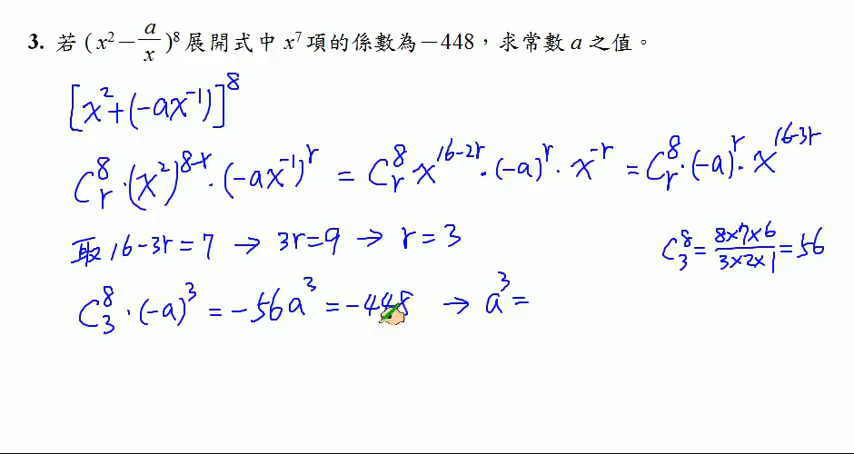 3. 若 (x² − a/x)⁸ 展開式中 x⁷ 項的係數為 −448，求常數 a 之值。
[x²+(-ax⁻¹)]⁸
C⁸ᵣ·(x²)⁸⁻ʳ·(-ax⁻¹)ʳ = C⁸ᵣ x¹⁶⁻²ʳ·(-a)ʳ·x⁻ʳ = C⁸ᵣ·(-a)ʳ·x¹⁶⁻³ʳ
取 16-3r=7 → 3r=9 → r=3
C⁸₃ = 8×7×6 / 3×2×1 = 56
C⁸₃·(-a)³ = -56a³ = -448 → a³ =